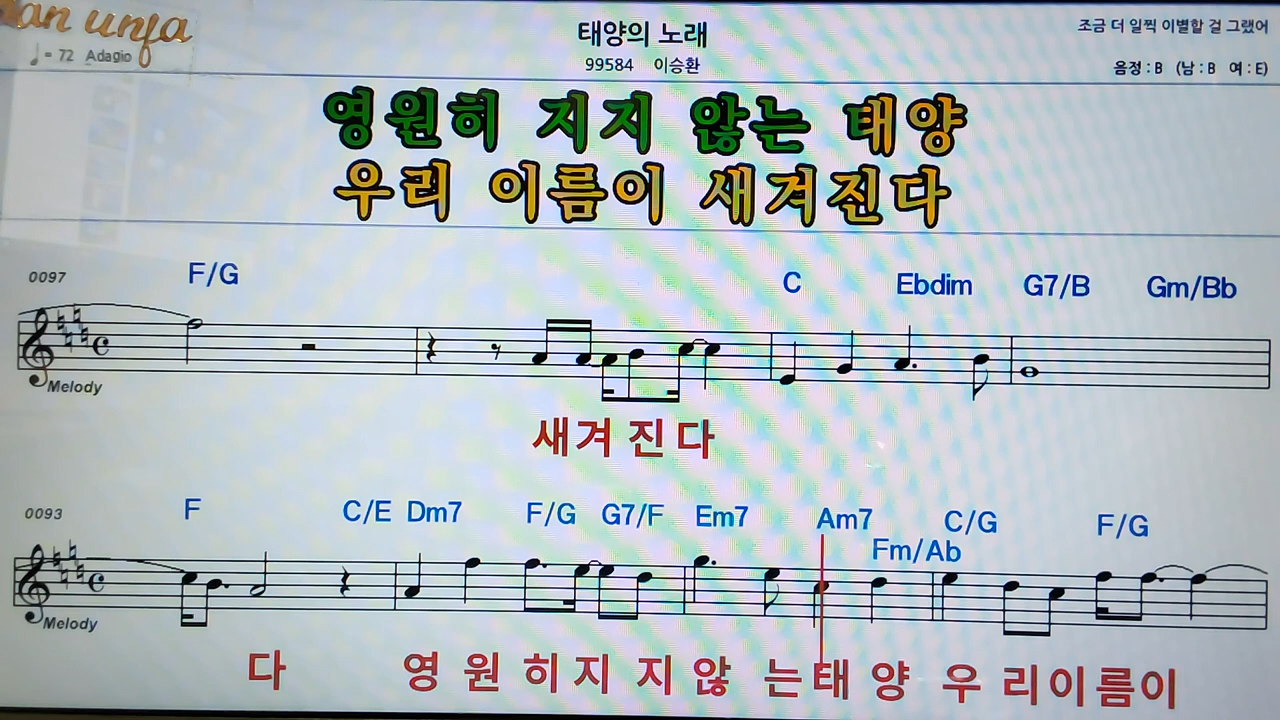 an unja
♩= 72 Adagio
태양의 노래
99584 이승환
조금 더 일찍 이별할 걸 그랬어
음정 : B (남 : B 여 : E)
영원히 지지 않는 태양
우리 이름이 새겨진다
0097 F/G C Ebdim G7/B Gm/Bb
Melody
새겨 진 다
0093 F C/E Dm7 F/G G7/F Em7 Am7 C/G F/G
Fm/Ab
Melody
다 영 원 히지 지않 는태 양 우 리이름이